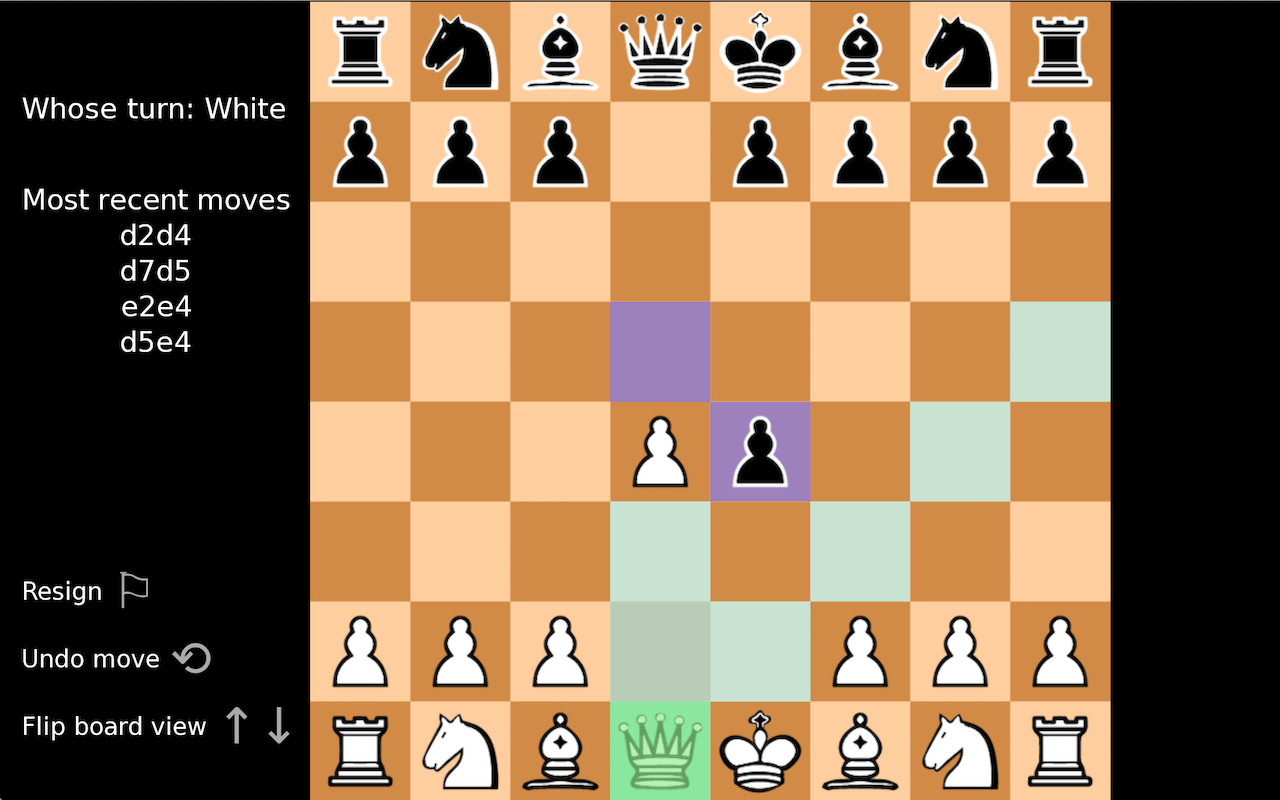 Whose turn: White
Most recent moves
d2d4
d7d5
e2e4
d5e4
Resign
Undo move
Flip board view ↑ ↓